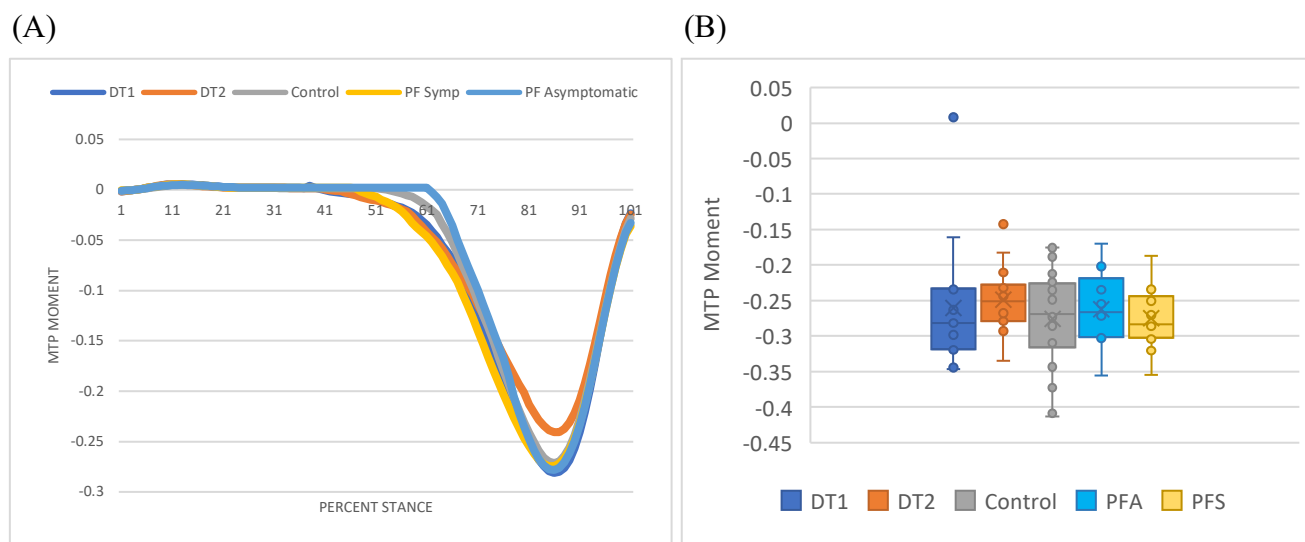 (A)
DT1 DT2 Control PF Symp PF Asymptomatic
0.05
0
-0.05
-0.1
-0.15
-0.2
-0.25
-0.3
1 11 21 31 41 51 61 71 81 91 101
MTP MOMENT
PERCENT STANCE
(B)
0.05
0
-0.05
-0.1
-0.15
-0.2
-0.25
-0.3
-0.35
-0.4
-0.45
MTP Moment
DT1 DT2 Control PFA PFS